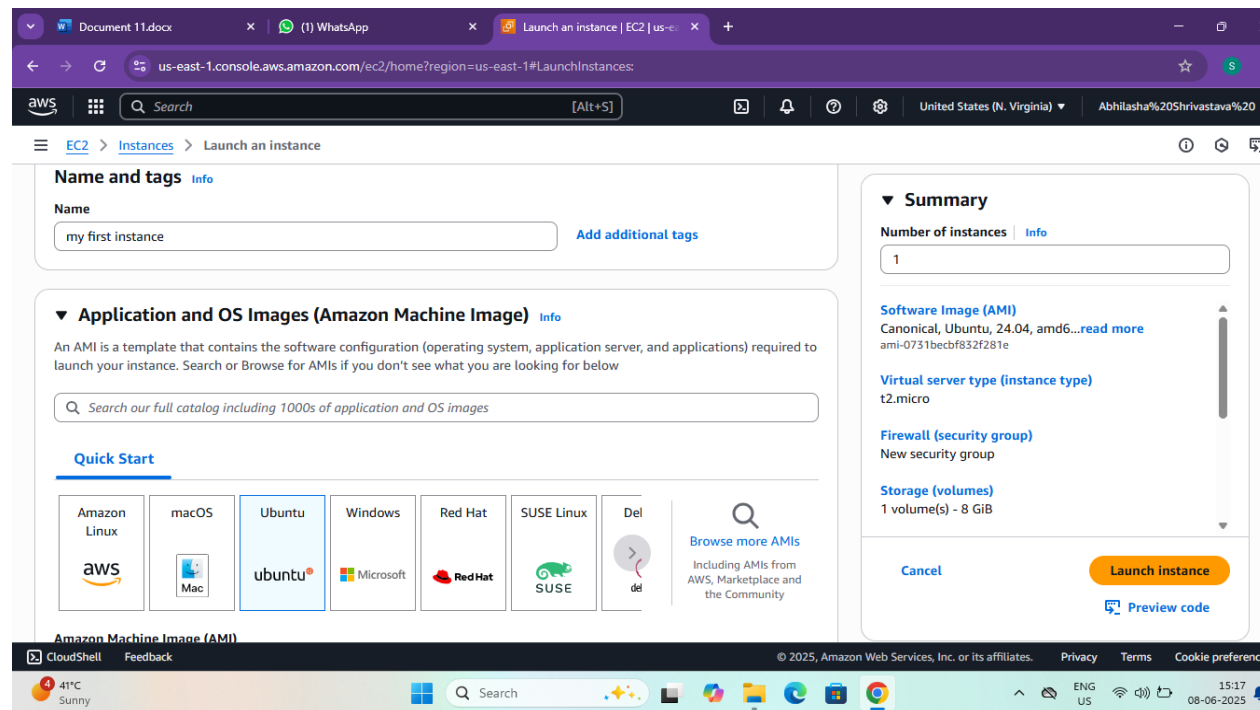 Document 11.docx
(1) WhatsApp
Launch an instance | EC2 | us-ea
us-east-1.console.aws.amazon.com/ec2/home?region=us-east-1#LaunchInstances:
S
aws
Search
[Alt+S]
United States (N. Virginia)
Abhilasha%20Shrivastava%20
EC2
Instances
Launch an instance
Name and tags Info
Name
my first instance
Add additional tags
Application and OS Images (Amazon Machine Image) Info
An AMI is a template that contains the software configuration (operating system, application server, and applications) required to
launch your instance. Search or Browse for AMIs if you don't see what you are looking for below
Search our full catalog including 1000s of application and OS images
Quick Start
Amazon
Linux
aws
macOS
Mac
Ubuntu
ubuntu
Windows
Microsoft
Red Hat
Red Hat
SUSE Linux
SUSE
Del
del
Browse more AMIs
Including AMIs from
AWS, Marketplace and
the Community
Amazon Machine Image (AMI)
Summary
Number of instances Info
1
Software Image (AMI)
Canonical, Ubuntu, 24.04, amd6...read more
ami-0731becbf832f281e
Virtual server type (instance type)
t2.micro
Firewall (security group)
New security group
Storage (volumes)
1 volume(s) - 8 GiB
Cancel
Launch instance
Preview code
CloudShell
Feedback
© 2025, Amazon Web Services, Inc. or its affiliates.
Privacy
Terms
Cookie preferenc
4
41°C
Sunny
Search
ENG
US
15:17
08-06-2025